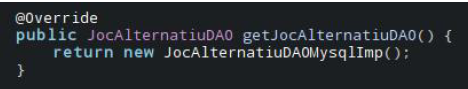 @Override
public JocAlternatiuDAO getJocAlternatiuDAO() {
return new JocAlternatiuDAOMysqlImp();
}